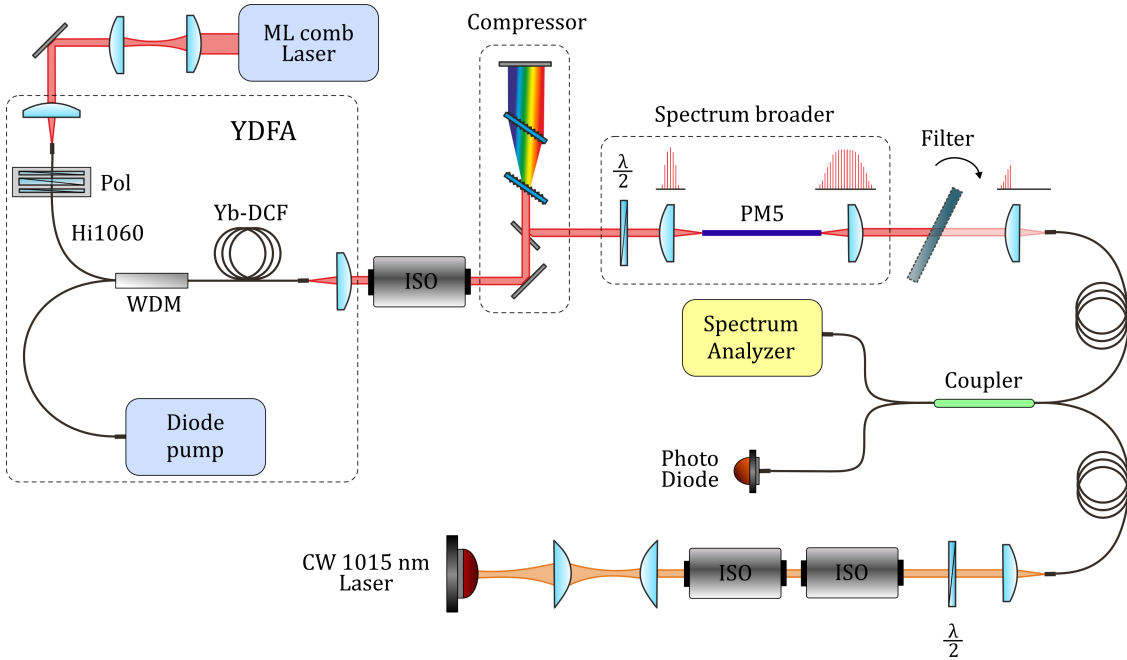 ML comb
Laser
Compressor
YDFA
Spectrum broader
Filter
λ
2
Pol
Yb-DCF
PM5
Hi1060
ISO
WDM
Spectrum
Analyzer
Coupler
Diode
pump
Photo
Diode
CW 1015 nm
Laser
ISO
ISO
λ
2